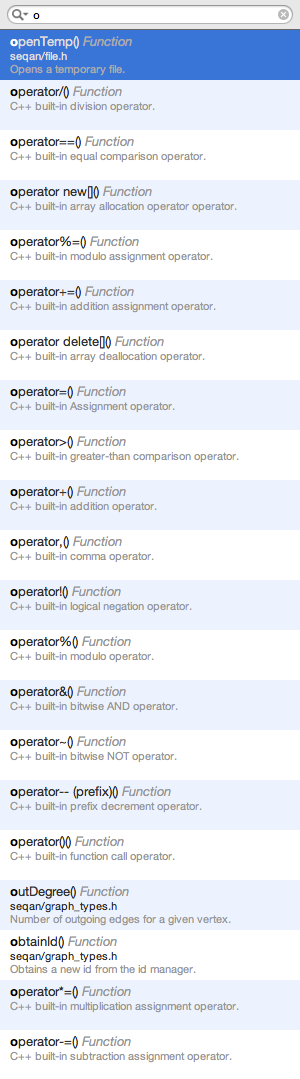 o
openTemp() Function
seqan/file.h
Opens a temporary file.
operator/() Function
C++ built-in division operator.
operator==() Function
C++ built-in equal comparison operator.
operator new[]() Function
C++ built-in array allocation operator operator.
operator%=() Function
C++ built-in modulo assignment operator.
operator+=() Function
C++ built-in addition assignment operator.
operator delete[]() Function
C++ built-in array deallocation operator.
operator=() Function
C++ built-in Assignment operator.
operator>() Function
C++ built-in greater-than comparison operator.
operator+() Function
C++ built-in addition operator.
operator,() Function
C++ built-in comma operator.
operator!() Function
C++ built-in logical negation operator.
operator%() Function
C++ built-in modulo operator.
operator&() Function
C++ built-in bitwise AND operator.
operator~() Function
C++ built-in bitwise NOT operator.
operator-- (prefix)() Function
C++ built-in prefix decrement operator.
operator()() Function
C++ built-in function call operator.
outDegree() Function
seqan/graph_types.h
Number of outgoing edges for a given vertex.
obtainId() Function
seqan/graph_types.h
Obtains a new id from the id manager.
operator*=() Function
C++ built-in multiplication assignment operator.
operator-=() Function
C++ built-in subtraction assignment operator.